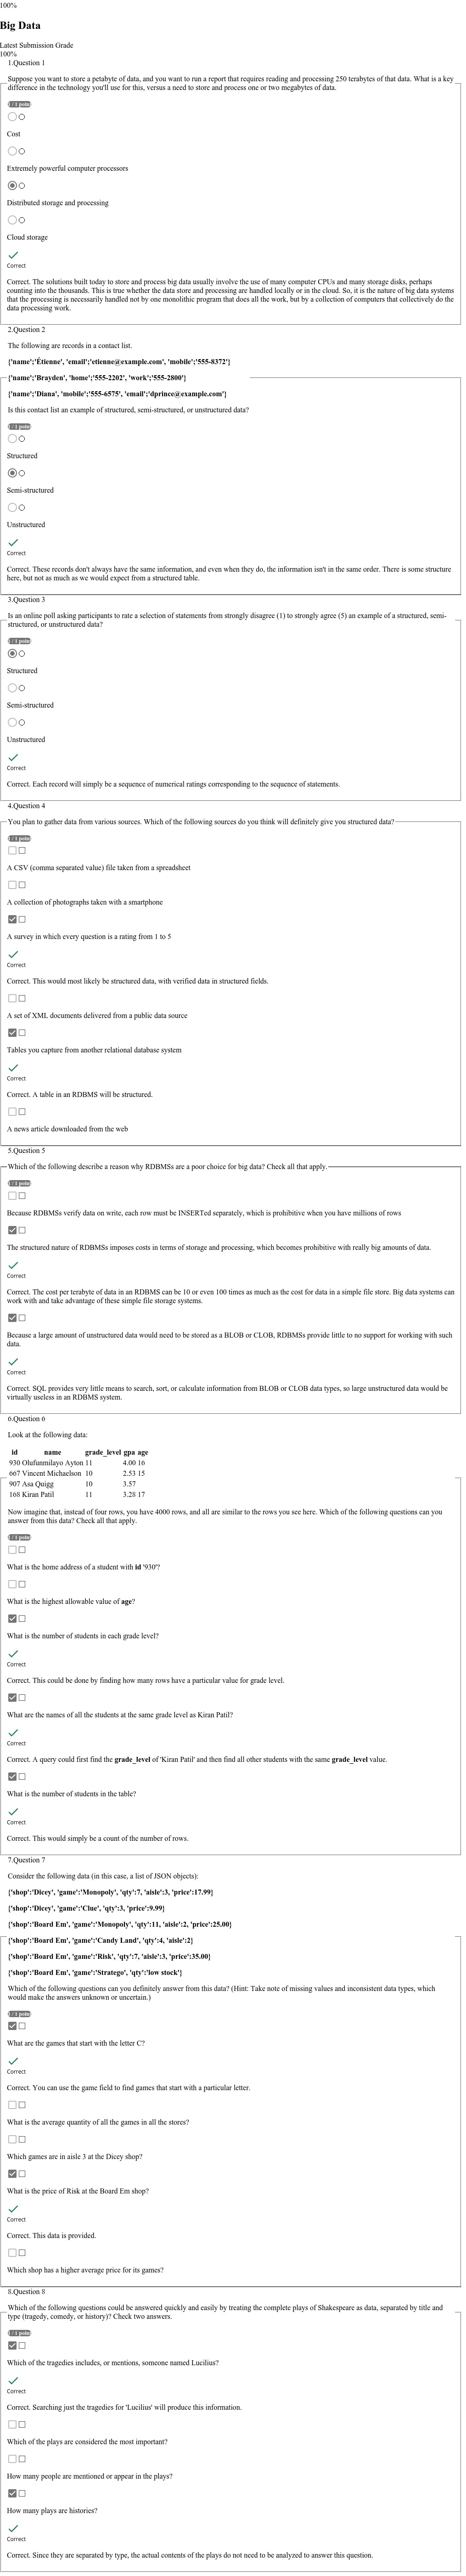 100%
Big Data
Latest Submission Grade
100%
1.Question 1
Suppose you want to store a petabyte of data, and you want to run a report that requires reading and processing 250 terabytes of that data. What is a key
difference in the technology you'll use for this, versus a need to store and process one or two megabytes of data.
1 / 1 point
Cost
Extremely powerful computer processors
Distributed storage and processing
Cloud storage
Correct
Correct. The solutions built today to store and process big data usually involve the use of many computer CPUs and many storage disks, perhaps
counting into the thousands. This is true whether the data store and processing are handled locally or in the cloud. So, it is the nature of big data systems
that the processing is necessarily handled not by one monolithic program that does all the work, but by a collection of computers that collectively do the
data processing work.
2.Question 2
The following are records in a contact list.
{'name';'Étienne', 'email';'etienne@example.com', 'mobile';'555-8372'}
{'name';'Brayden', 'home';'555-2202', 'work';'555-2800'}
{'name';'Diana', 'mobile';'555-6575', 'email';'dprince@example.com'}
Is this contact list an example of structured, semi-structured, or unstructured data?
1 / 1 point
Structured
Semi-structured
Unstructured
Correct
Correct. These records don't always have the same information, and even when they do, the information isn't in the same order. There is some structure
here, but not as much as we would expect from a structured table.
3.Question 3
Is an online poll asking participants to rate a selection of statements from strongly disagree (1) to strongly agree (5) an example of a structured, semi-
structured, or unstructured data?
1 / 1 point
Structured
Semi-structured
Unstructured
Correct
Correct. Each record will simply be a sequence of numerical ratings corresponding to the sequence of statements.
4.Question 4
You plan to gather data from various sources. Which of the following sources do you think will definitely give you structured data?
1 / 1 point
A CSV (comma separated value) file taken from a spreadsheet
A collection of photographs taken with a smartphone
A survey in which every question is a rating from 1 to 5
Correct
Correct. This would most likely be structured data, with verified data in structured fields.
A set of XML documents delivered from a public data source
Tables you capture from another relational database system
Correct
Correct. A table in an RDBMS will be structured.
A news article downloaded from the web
5.Question 5
Which of the following describe a reason why RDBMSs are a poor choice for big data? Check all that apply.
1 / 1 point
Because RDBMSs verify data on write, each row must be INSERTed separately, which is prohibitive when you have millions of rows
The structured nature of RDBMSs imposes costs in terms of storage and processing, which becomes prohibitive with really big amounts of data.
Correct
Correct. The cost per terabyte of data in an RDBMS can be 10 or even 100 times as much as the cost for data in a simple file store. Big data systems can
work with and take advantage of these simple file storage systems.
Because a large amount of unstructured data would need to be stored as a BLOB or CLOB, RDBMSs provide little to no support for working with such
data.
Correct
Correct. SQL provides very little means to search, sort, or calculate information from BLOB or CLOB data types, so large unstructured data would be
virtually useless in an RDBMS system.
6.Question 6
Look at the following data:
id name grade_level gpa age
930 Olufunmilayo Ayton 11 4.00 16
667 Vincent Michaelson 10 2.53 15
907 Asa Quigg 10 3.57
168 Kiran Patil 11 3.28 17
Now imagine that, instead of four rows, you have 4000 rows, and all are similar to the rows you see here. Which of the following questions can you
answer from this data? Check all that apply.
1 / 1 point
What is the home address of a student with id '930'?
What is the highest allowable value of age?
What is the number of students in each grade level?
Correct
Correct. This could be done by finding how many rows have a particular value for grade level.
What are the names of all the students at the same grade level as Kiran Patil?
Correct
Correct. A query could first find the grade_level of 'Kiran Patil' and then find all other students with the same grade_level value.
What is the number of students in the table?
Correct
Correct. This would simply be a count of the number of rows.
7.Question 7
Consider the following data (in this case, a list of JSON objects):
{'shop':'Dicey', 'game':'Monopoly', 'qty':7, 'aisle':3, 'price':17.99}
{'shop':'Dicey', 'game':'Clue', 'qty':3, 'price':9.99}
{'shop':'Board Em', 'game':'Monopoly', 'qty':11, 'aisle':2, 'price':25.00}
{'shop':'Board Em', 'game':'Candy Land', 'qty':4, 'aisle':2}
{'shop':'Board Em', 'game':'Risk', 'qty':7, 'aisle':3, 'price':35.00}
{'shop':'Board Em', 'game':'Stratego', 'qty':'low stock'}
Which of the following questions can you definitely answer from this data? (Hint: Take note of missing values and inconsistent data types, which
would make the answers unknown or uncertain.)
1 / 1 point
What are the games that start with the letter C?
Correct
Correct. You can use the game field to find games that start with a particular letter.
What is the average quantity of all the games in all the stores?
Which games are in aisle 3 at the Dicey shop?
What is the price of Risk at the Board Em shop?
Correct
Correct. This data is provided.
Which shop has a higher average price for its games?
8.Question 8
Which of the following questions could be answered quickly and easily by treating the complete plays of Shakespeare as data, separated by title and
type (tragedy, comedy, or history)? Check two answers.
1 / 1 point
Which of the tragedies includes, or mentions, someone named Lucilius?
Correct
Correct. Searching just the tragedies for 'Lucilius' will produce this information.
Which of the plays are considered the most important?
How many people are mentioned or appear in the plays?
How many plays are histories?
Correct
Correct. Since they are separated by type, the actual contents of the plays do not need to be analyzed to answer this question.